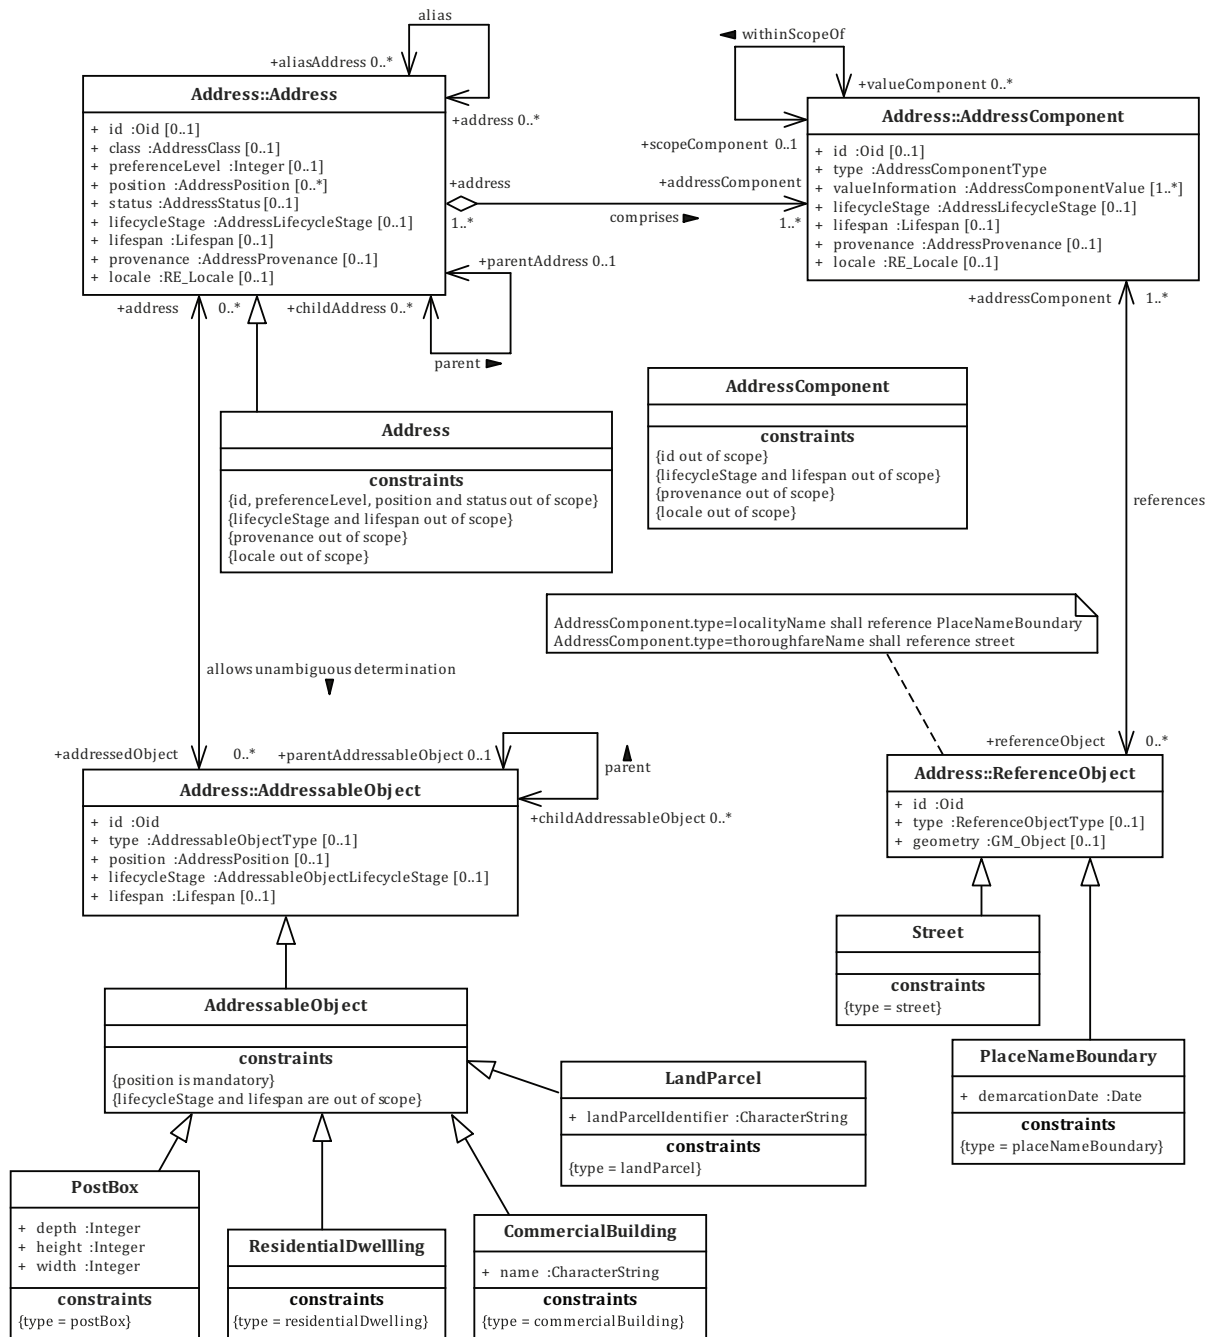 alias
+aliasAddress 0..*
Address::Address
+ id :Oid [0..1]
+ class :AddressClass [0..1]
+ preferenceLevel :Integer [0..1]
+ position :AddressPosition [0..*]
+ status :AddressStatus [0..1]
+ lifecycleStage :AddressLifecycleStage [0..1]
+ lifespan :Lifespan [0..1]
+ provenance :AddressProvenance [0..1]
+ locale :RE_Locale [0..1]
+address 0..*
+address
1..*
comprises
+addressComponent
1..*
withinScopeOf
+valueComponent 0..*
+scopeComponent 0..1
Address::AddressComponent
+ id :Oid [0..1]
+ type :AddressComponentType
+ valueInformation :AddressComponentValue [1..*]
+ lifecycleStage :AddressLifecycleStage [0..1]
+ lifespan :Lifespan [0..1]
+ provenance :AddressProvenance [0..1]
+ locale :RE_Locale [0..1]
+parentAddress 0..1
+childAddress 0..*
parent
+address 0..*
+addressComponent 1..*
Address
constraints
{id, preferenceLevel, position and status out of scope}
{lifecycleStage and lifespan out of scope}
{provenance out of scope}
{locale out of scope}
AddressComponent
constraints
{id out of scope}
{lifecycleStage and lifespan out of scope}
{provenance out of scope}
{locale out of scope}
references
AddressComponent.type=localityName shall reference PlaceNameBoundary
AddressComponent.type=thoroughfareName shall reference street
allows unambiguous determination
+addressedObject 0..*
+parentAddressableObject 0..1
parent
+childAddressableObject 0..*
+referenceObject 0..*
Address::AddressableObject
+ id :Oid
+ type :AddressableObjectType [0..1]
+ position :AddressPosition [0..1]
+ lifecycleStage :AddressableObjectLifecycleStage [0..1]
+ lifespan :Lifespan [0..1]
Address::ReferenceObject
+ id :Oid
+ type :ReferenceObjectType [0..1]
+ geometry :GM_Object [0..1]
Street
constraints
{type = street}
PlaceNameBoundary
+ demarcationDate :Date
constraints
{type = placeNameBoundary}
AddressableObject
constraints
{position is mandatory}
{lifecycleStage and lifespan are out of scope}
LandParcel
+ landParcelIdentifier :CharacterString
constraints
{type = landParcel}
PostBox
+ depth :Integer
+ height :Integer
+ width :Integer
constraints
{type = postBox}
ResidentialDwellling
constraints
{type = residentialDwelling}
CommercialBuilding
+ name :CharacterString
constraints
{type = commercialBuilding}